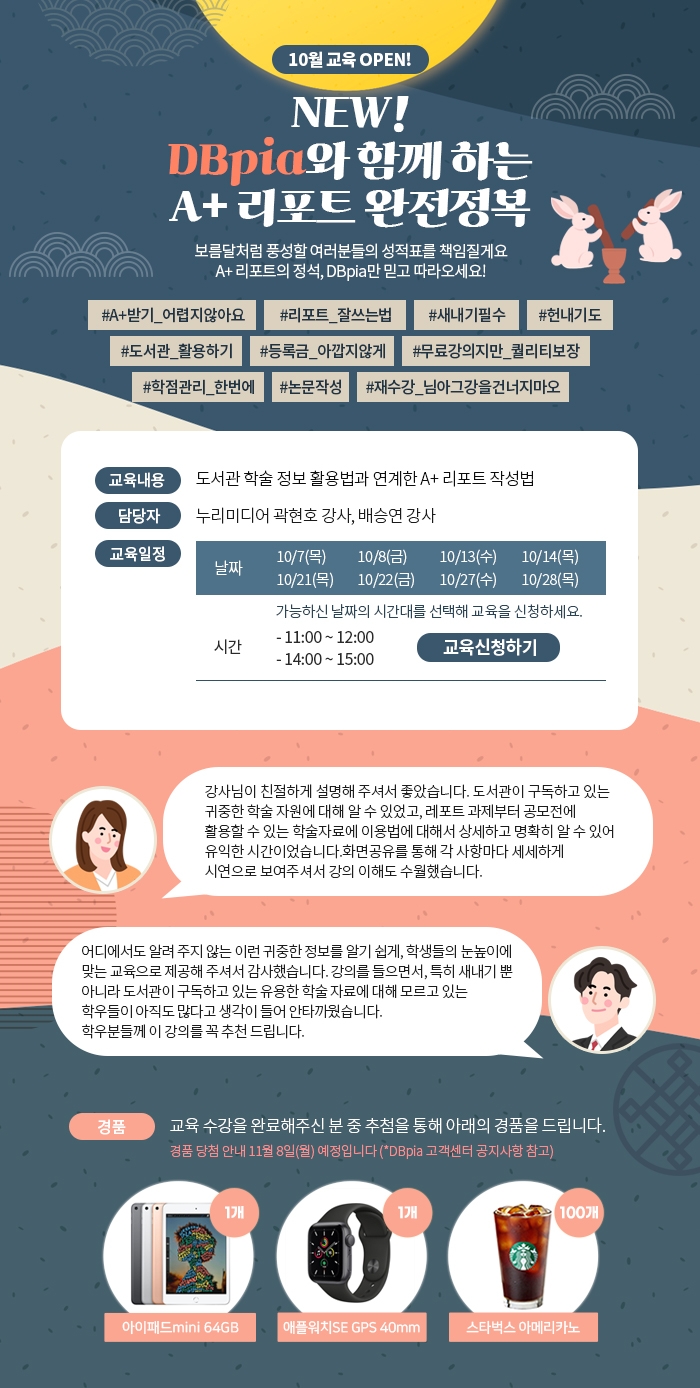 10월 교육 OPEN!
NEW!
DBpia와 함께 하는
A+ 리포트 완전정복
보름달처럼 풍성할 여러분들의 성적표를 책임질게요
A+ 리포트의 정석, DBpia만 믿고 따라오세요!
#A+받기_어렵지않아요 #리포트_잘쓰는법 #새내기필수 #헌내기도
#도서관_활용하기 #등록금_아깝지않게 #무료강의지만_퀄리티보장
#학점관리_한번에 #논문작성 #재수강_님아그강을건너지마오
교육내용 도서관 학술 정보 활용법과 연계한 A+ 리포트 작성법
담당자 누리미디어 곽현호 강사, 배승연 강사
교육일정
날짜
10/7(목) 10/8(금) 10/13(수) 10/14(목)
10/21(목) 10/22(금) 10/27(수) 10/28(목)
가능하신 날짜의 시간대를 선택해 교육을 신청하세요.
시간
- 11:00 ~ 12:00
- 14:00 ~ 15:00
교육신청하기
강사님이 친절하게 설명해 주셔서 좋았습니다. 도서관이 구독하고 있는
귀중한 학술 자원에 대해 알 수 있었고, 레포트 과제부터 공모전에
활용할 수 있는 학술자료에 이용법에 대해서 상세하고 명확히 알 수 있어
유익한 시간이었습니다.화면공유를 통해 각 사항마다 세세하게
시연으로 보여주셔서 강의 이해도 수월했습니다.
어디에서도 알려 주지 않는 이런 귀중한 정보를 알기 쉽게, 학생들의 눈높이에
맞는 교육으로 제공해 주셔서 감사했습니다. 강의를 들으면서, 특히 새내기 뿐
아니라 도서관이 구독하고 있는 유용한 학술 자료에 대해 모르고 있는
학우들이 아직도 많다고 생각이 들어 안타까웠습니다.
학우분들께 이 강의를 꼭 추천 드립니다.
경품 교육 수강을 완료해주신 분 중 추첨을 통해 아래의 경품을 드립니다.
경품 당첨 안내 11월 8일(월) 예정입니다 (*DBpia 고객센터 공지사항 참고)
1개 1개 100개
아이패드mini 64GB 애플워치SE GPS 40mm 스타벅스 아메리카노